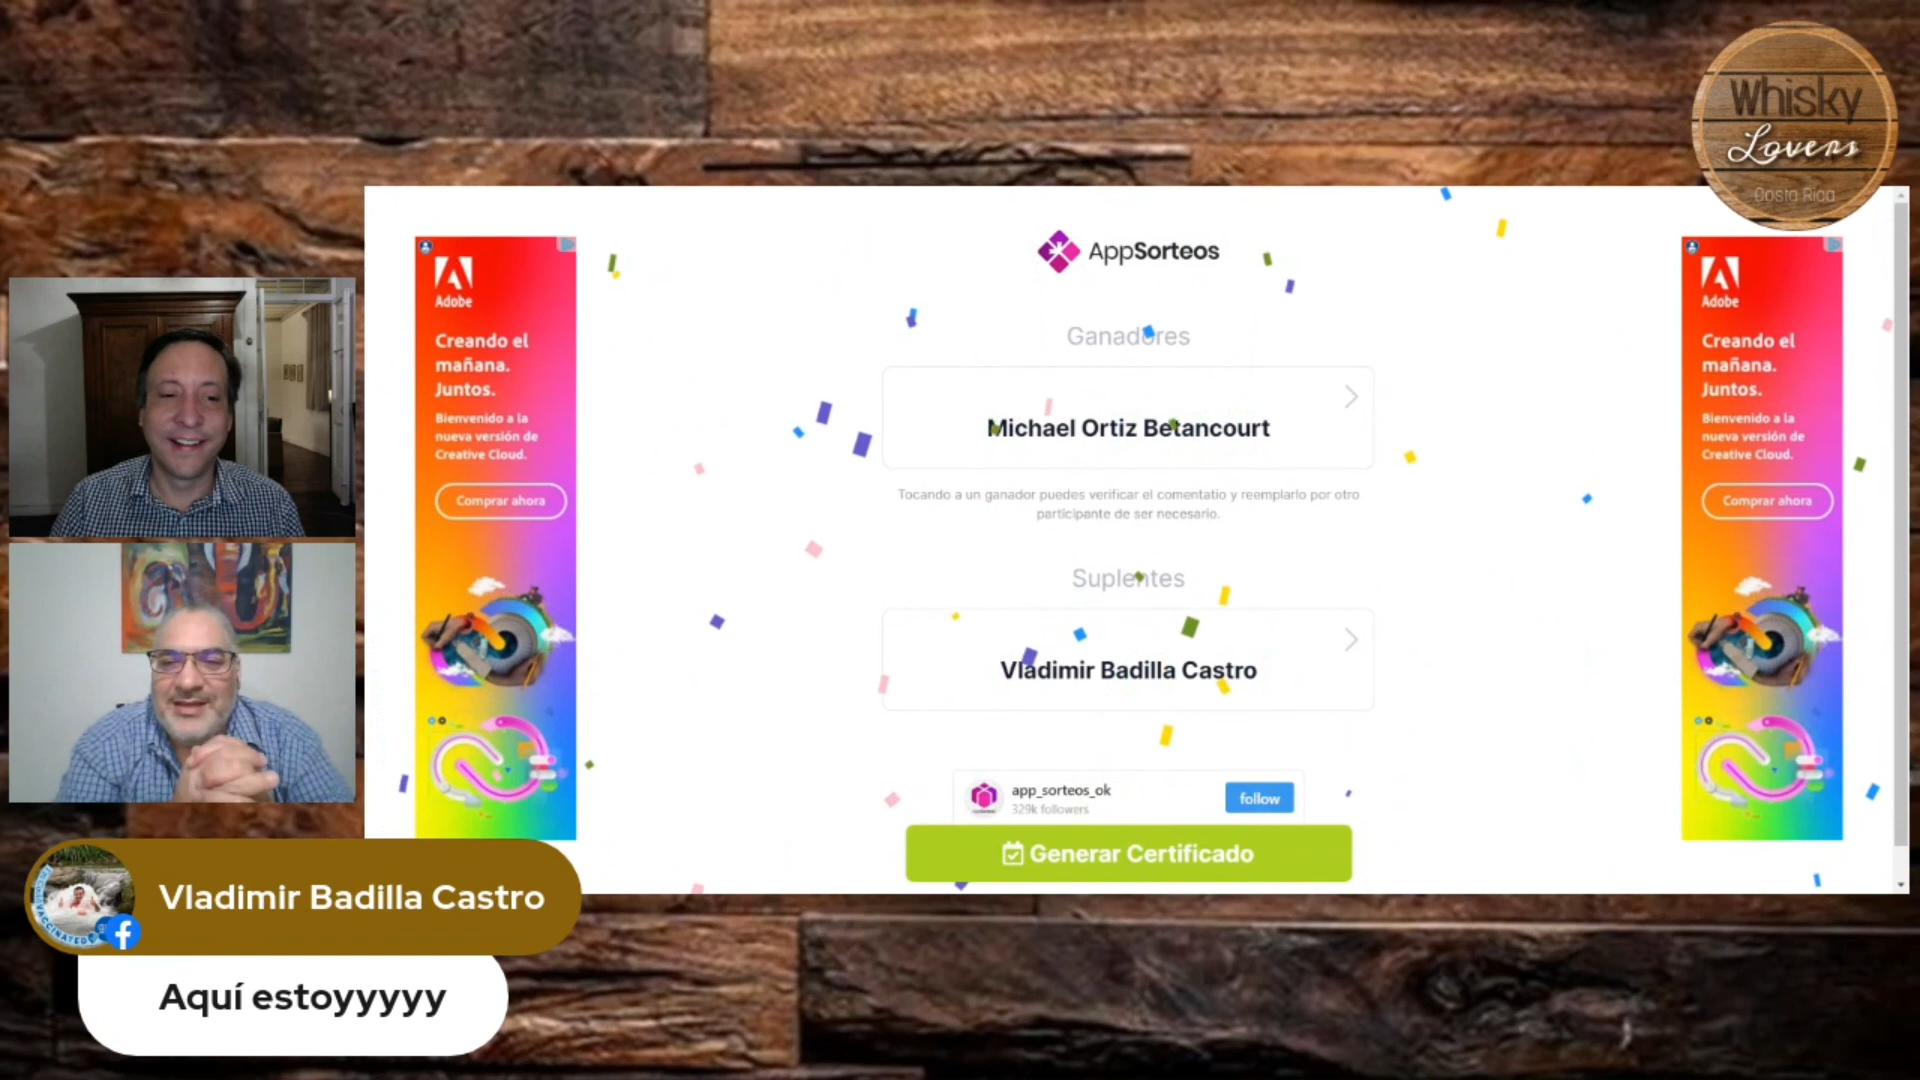 Whisky
Lovers
Costa Rica
AppSorteos
Adobe
Creando el
mañana.
Juntos.
Bienvenido a la
nueva versión de
Creative Cloud.
Comprar ahora
Ganadores
Michael Ortiz Betancourt
Tocando a un ganador puedes verificar el comentatio y reemplarlo por otro
participante de ser necesario.
Suplentes
Vladimir Badilla Castro
app_sorteos_ok
329k followers
follow
Generar Certificado
Adobe
Creando el
mañana.
Juntos.
Bienvenido a la
nueva versión de
Creative Cloud.
Comprar ahora
Vladimir Badilla Castro
VACCINATED
Aquí estoyyyyy